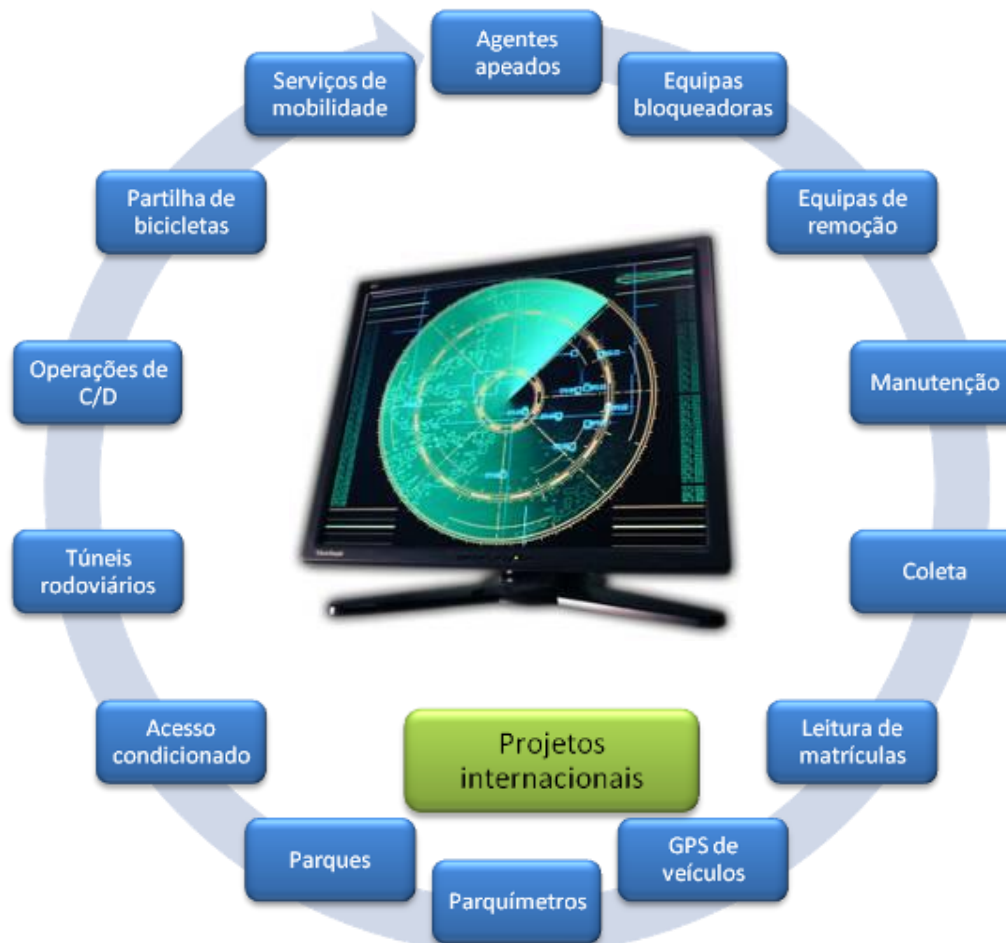 Agentes
apeados
Equipas
bloqueadoras
Equipas de
remoção
Manutenção
Coleta
Leitura de
matrículas
GPS de
veículos
Parquímetros
Parques
Acesso
condicionado
Túneis
rodoviários
Operações de
C/D
Partilha de
bicicletas
Serviços de
mobilidade
Projetos
internacionais